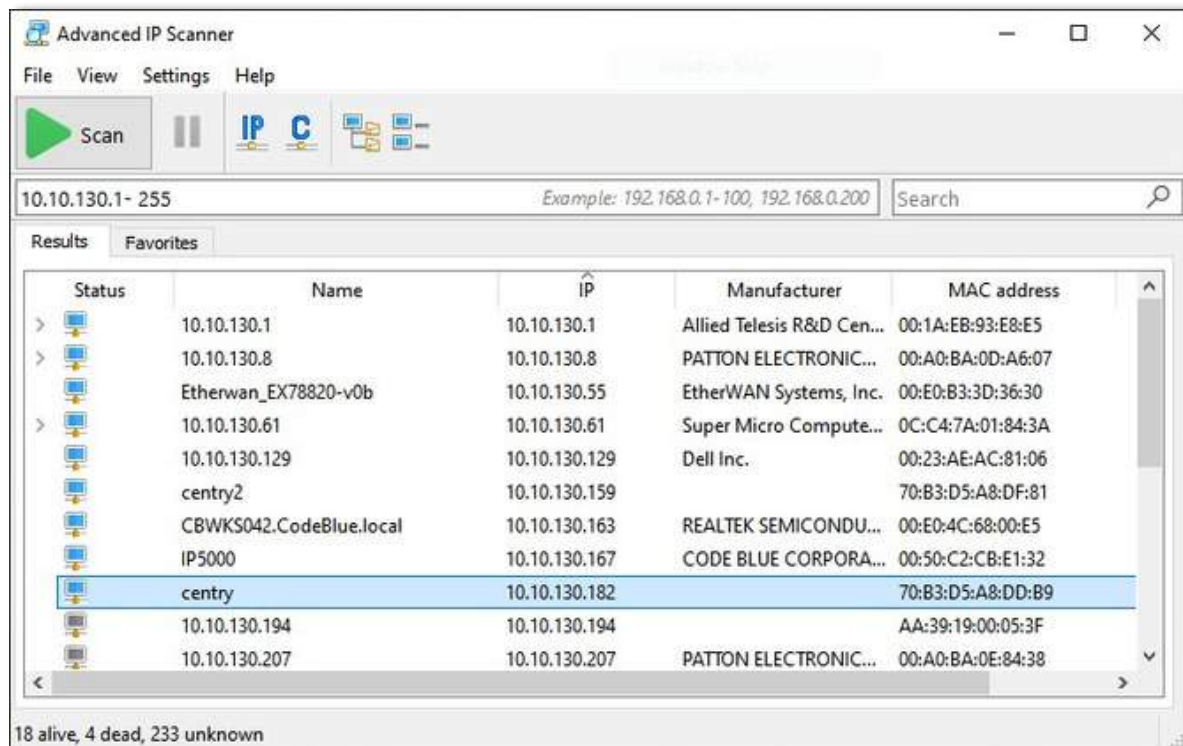 Advanced IP Scanner
File View Settings Help
Scan IP C
10.10.130.1- 255 Example: 192.168.0.1-100, 192.168.0.200 Search
Results Favorites
Status Name IP Manufacturer MAC address
10.10.130.1 10.10.130.1 Allied Telesis R&D Cen... 00:1A:EB:93:E8:E5
10.10.130.8 10.10.130.8 PATTON ELECTRONIC... 00:A0:BA:0D:A6:07
Etherwan_EX78820-v0b 10.10.130.55 EtherWAN Systems, Inc. 00:E0:B3:3D:36:30
10.10.130.61 10.10.130.61 Super Micro Compute... 0C:C4:7A:01:84:3A
10.10.130.129 10.10.130.129 Dell Inc. 00:23:AE:AC:81:06
centry2 10.10.130.159 70:B3:D5:A8:DF:81
CBWKS042.CodeBlue.local 10.10.130.163 REALTEK SEMICONDU... 00:E0:4C:68:00:E5
IP5000 10.10.130.167 CODE BLUE CORPORA... 00:50:C2:CB:E1:32
centry 10.10.130.182 70:B3:D5:A8:DD:B9
10.10.130.194 10.10.130.194 AA:39:19:00:05:3F
10.10.130.207 10.10.130.207 PATTON ELECTRONIC... 00:A0:BA:0E:84:38
18 alive, 4 dead, 233 unknown